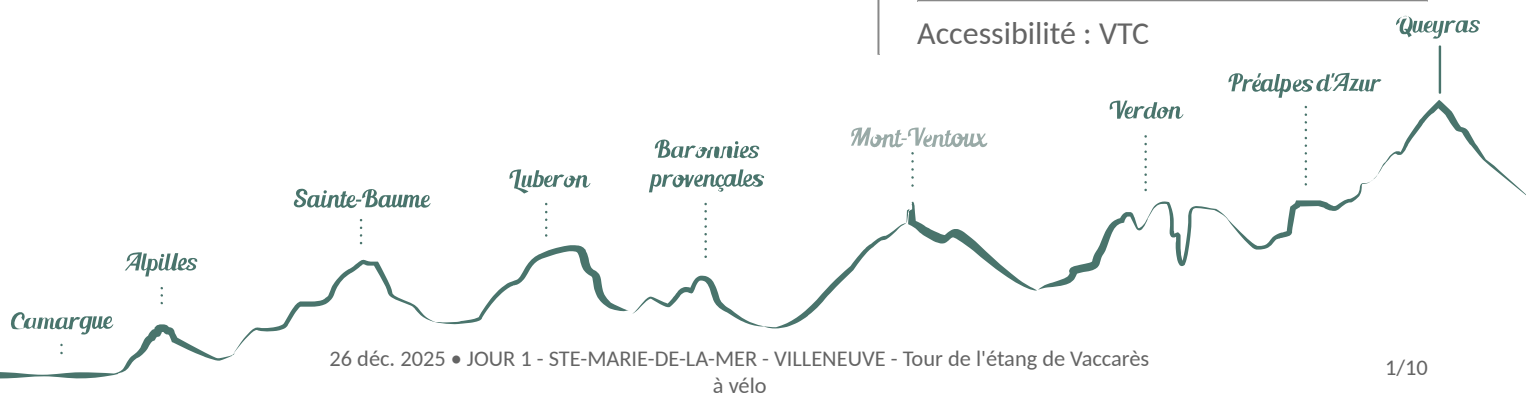 Accessibilité : VTC
Queyras
Préalpes d'Azur
Verdon
Mont-Ventoux
Baronnies
provençales
Luberon
Sainte-Baume
Alpilles
Camargue
26 déc. 2025 • JOUR 1 - STE-MARIE-DE-LA-MER - VILLENEUVE - Tour de l'étang de Vaccarès
à vélo
1/10